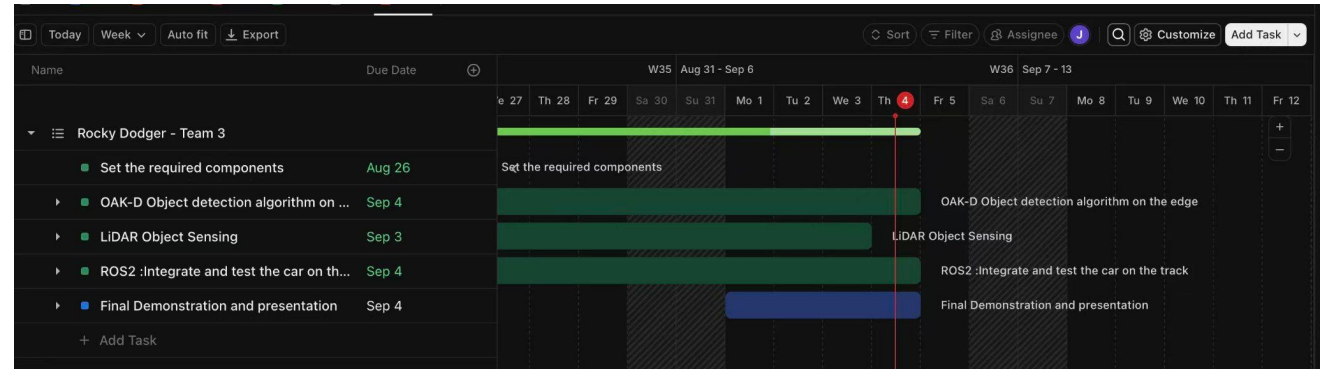 Today Week Auto fit Export Sort Filter Assignee J Customize Add Task
Name Due Date W35 Aug 31 - Sep 6 W36 Sep 7 - 13
e 27 Th 28 Fr 29 Sa 30 Su 31 Mo 1 Tu 2 We 3 Th 4 Fr 5 Sa 6 Su 7 Mo 8 Tu 9 We 10 Th 11 Fr 12
Rocky Dodger - Team 3
Set the required components Aug 26 Set the required components
OAK-D Object detection algorithm on ... Sep 4 OAK-D Object detection algorithm on the edge
LiDAR Object Sensing Sep 3 LiDAR Object Sensing
ROS2 :Integrate and test the car on th... Sep 4 ROS2 :Integrate and test the car on the track
Final Demonstration and presentation Sep 4 Final Demonstration and presentation
+ Add Task